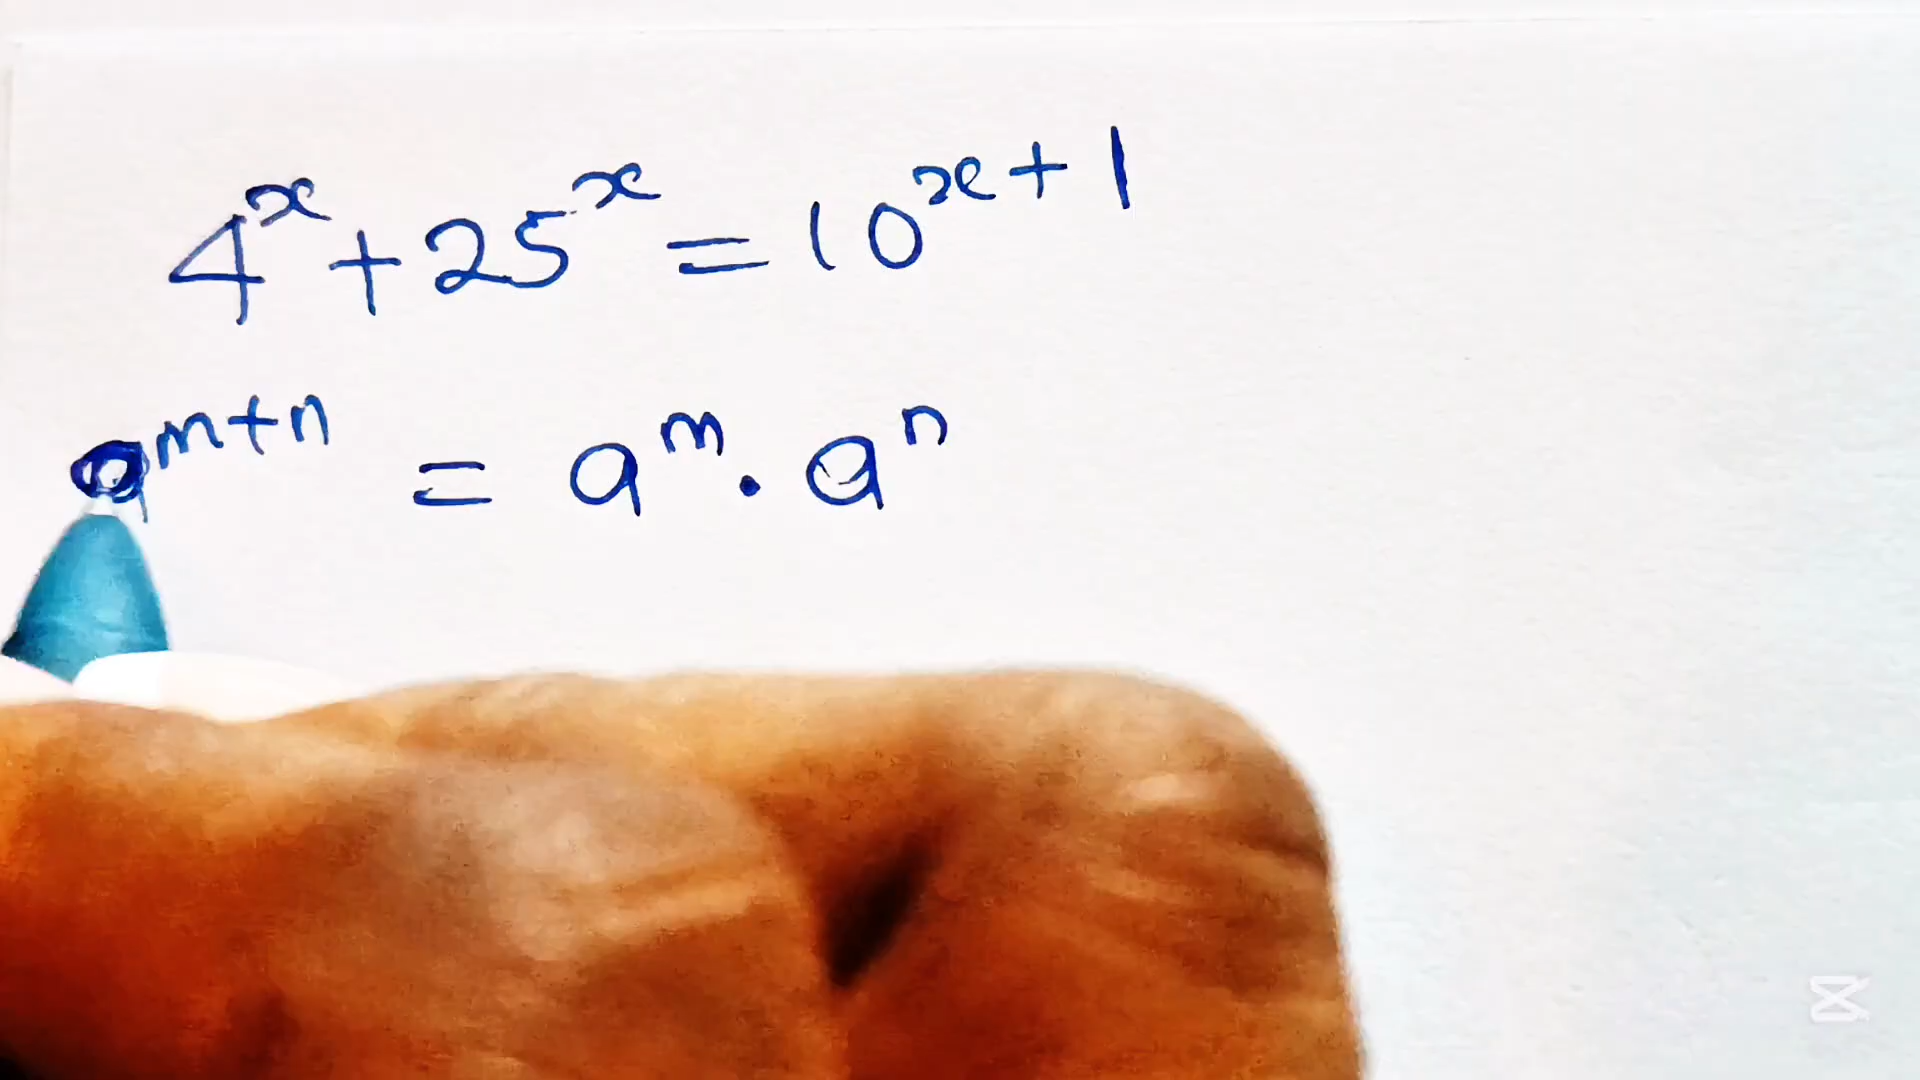 4^x + 25^x = 10^{x+1}
a^{m+n} = a^m · a^n